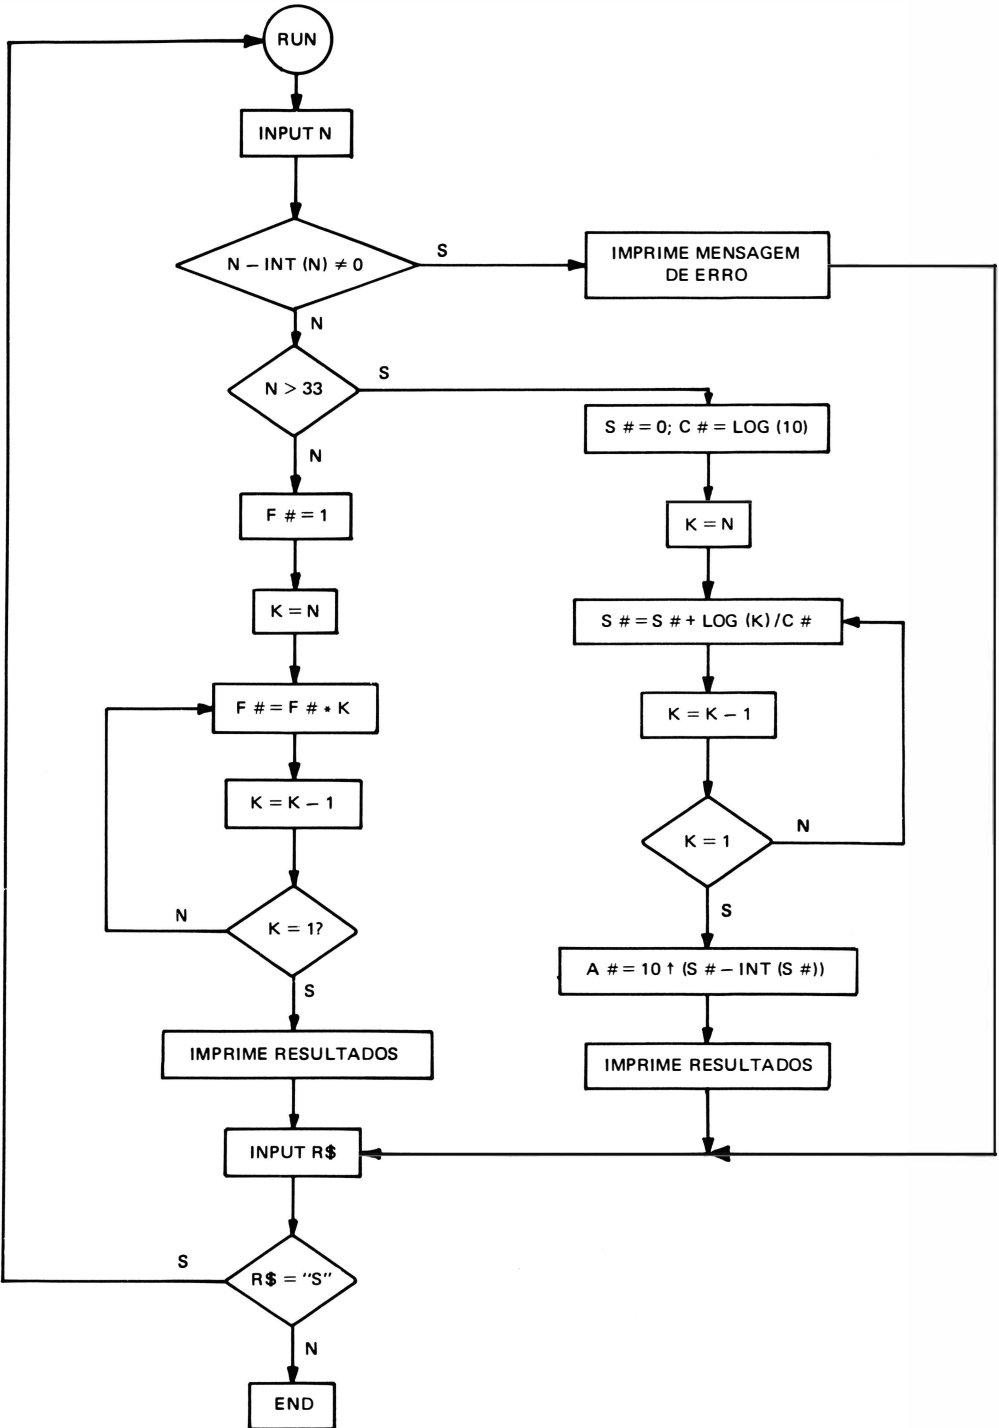 RUN
INPUT N
N – INT (N) ≠ 0
S
IMPRIME MENSAGEM
DE ERRO
N
N > 33
S
S # = 0; C # = LOG (10)
N
F # = 1
K = N
K = N
S # = S # + LOG (K) / C #
F # = F # * K
K = K – 1
K = K – 1
K = 1
N
S
N
K = 1?
S
A # = 10 ↑ (S # – INT (S #))
IMPRIME RESULTADOS
IMPRIME RESULTADOS
INPUT R$
S
R$ = "S"
N
END